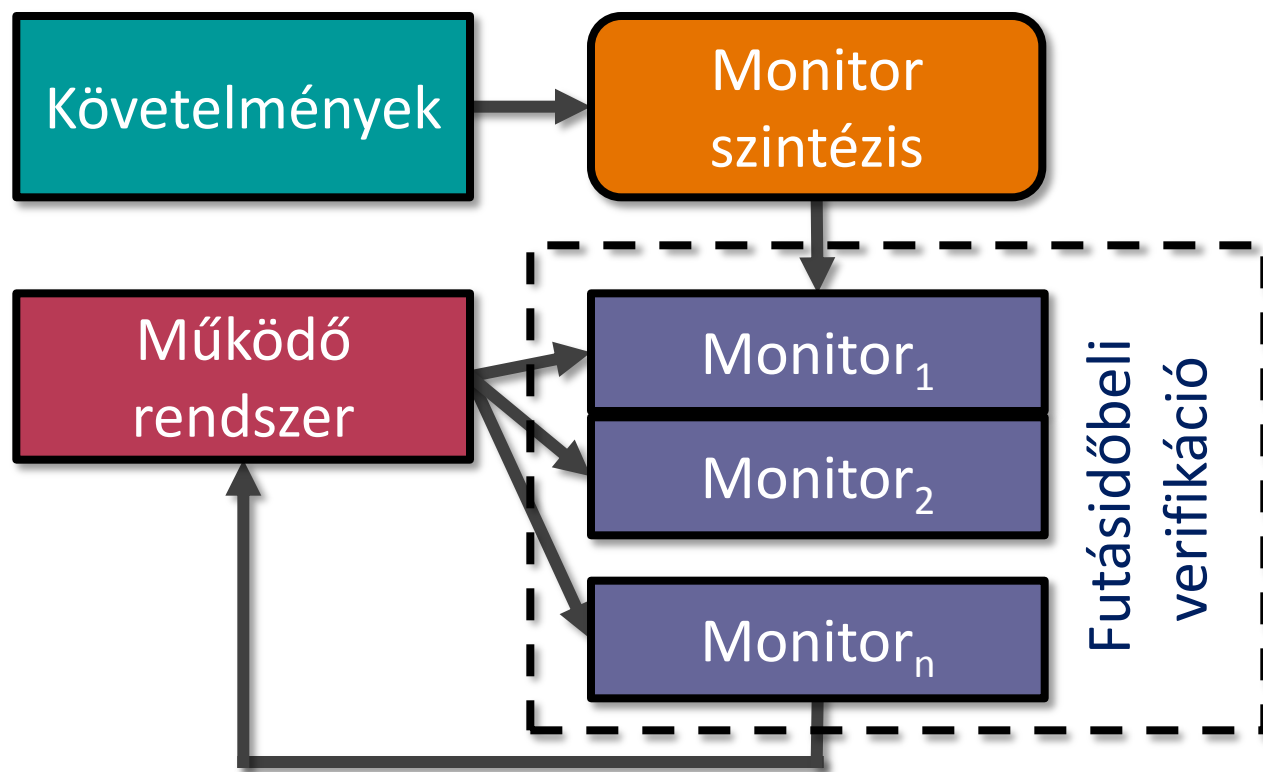 Követelmények
Monitor
szintézis
Működő
rendszer
Monitor₁
Monitor₂
Monitorₙ
Futásidőbeli
verifikáció